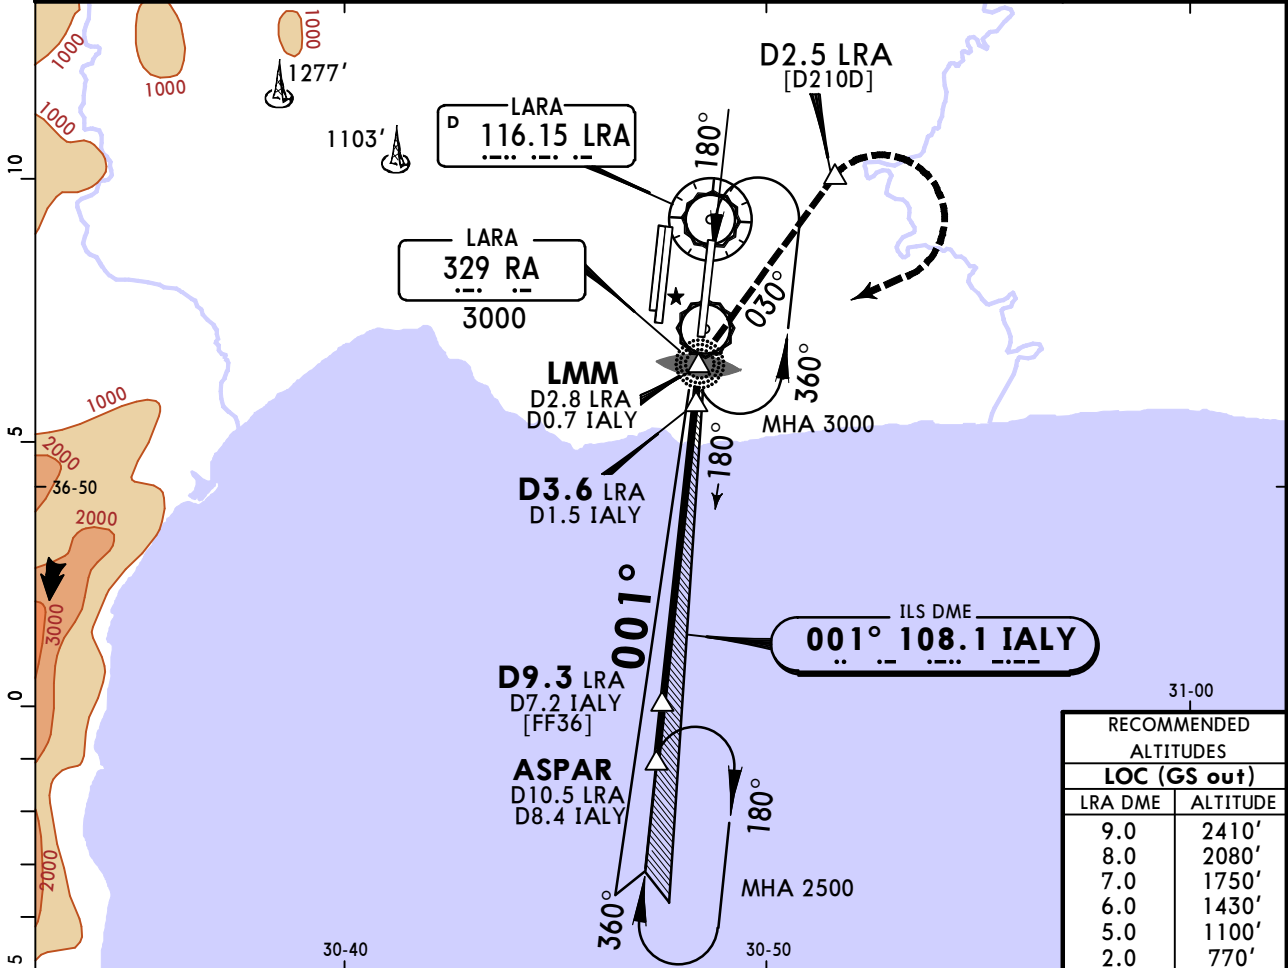 1000
1000
1000
1277'
1000
1103'
10
LARA
D 116.15 LRA
LARA
329 RA
3000
180°
D2.5 LRA
[D210D]
030°
360°
MHA 3000
LMM
D2.8 LRA
D0.7 IALY
1000
2000
5
36-50
2000
3000
D3.6 LRA
D1.5 IALY
180°
001°
ILS DME
001° 108.1 IALY
D9.3 LRA
D7.2 IALY
[FF36]
0
ASPAR
D10.5 LRA
D8.4 IALY
180°
MHA 2500
360°
2000
5
30-40
30-50
31-00
RECOMMENDED
ALTITUDES
LOC (GS out)
LRA DME ALTITUDE
9.0 2410'
8.0 2080'
7.0 1750'
6.0 1430'
5.0 1100'
2.0 770'